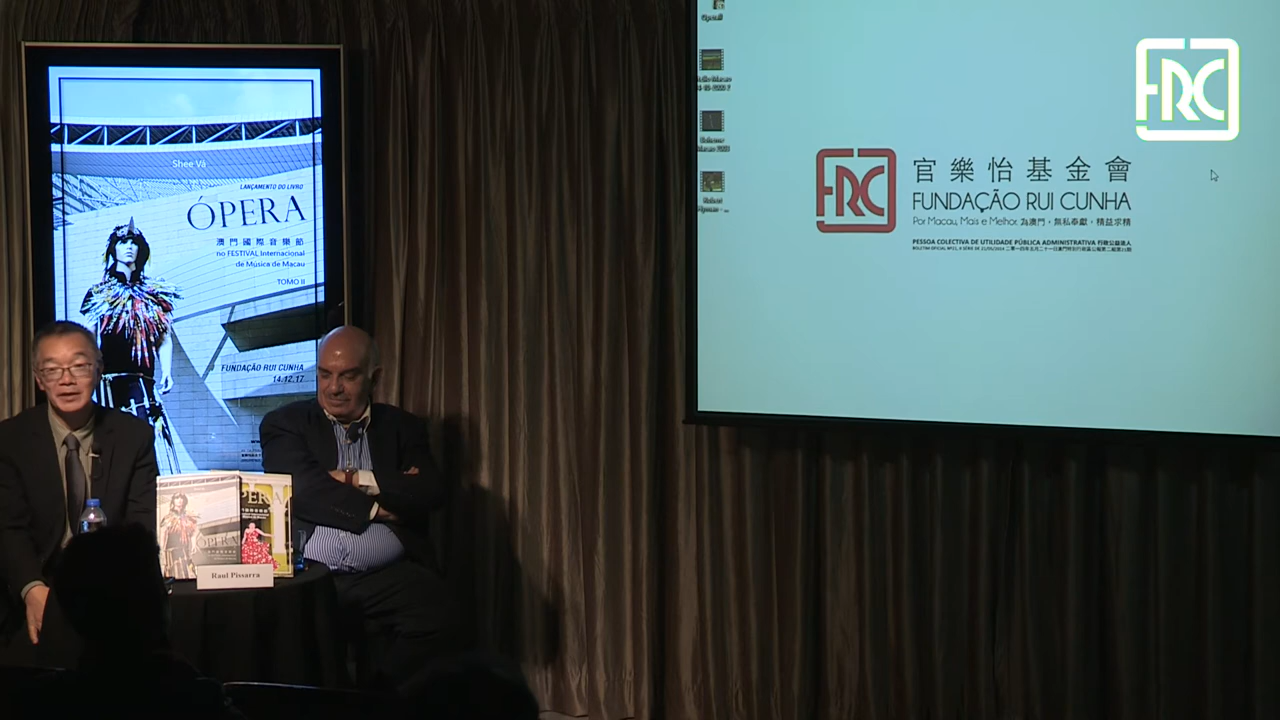 Shee Vá
LANÇAMENTO DO LIVRO
ÓPERA
澳門國際音樂節
no FESTIVAL Internacional
de Música de Macau
TOMO II
FUNDAÇÃO RUI CUNHA
14.12.17
ÓPERA
Raul Pissarra
FRC
官樂怡基金會
FUNDAÇÃO RUI CUNHA
Por Macau, Mais e Melhor. 為澳門，無私奉獻，精益求精
PESSOA COLECTIVA DE UTILIDADE PÚBLICA ADMINISTRATIVA 行政公益法人
FRC